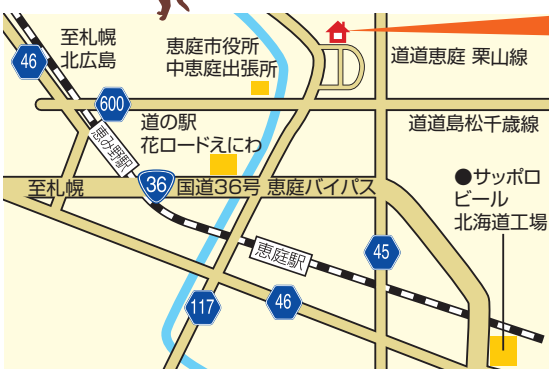 至札幌
北広島
46
恵庭市役所
中恵庭出張所
道道恵庭 栗山線
600
道の駅
花ロードえにわ
道道島松千歳線
恵み野駅
至札幌
36
国道36号 恵庭バイパス
●サッポロ
ビール
北海道工場
恵庭駅
45
117
46